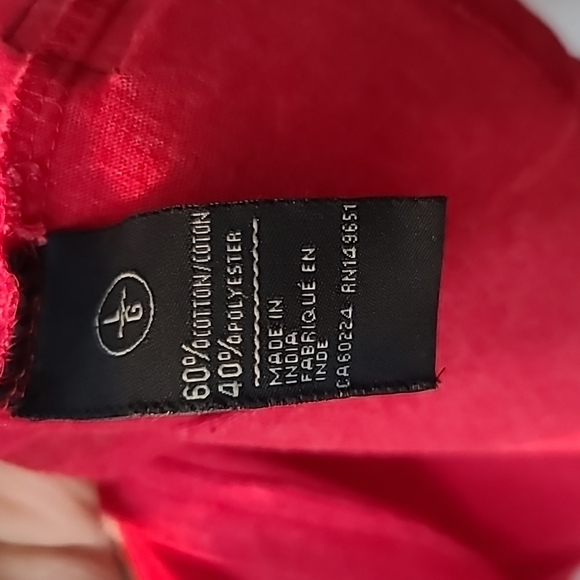 L/G
60%COTTON/COTON
40%POLYESTER
MADE IN
INDIA
FABRIQUÉ EN
INDE
CA60224 RN149651